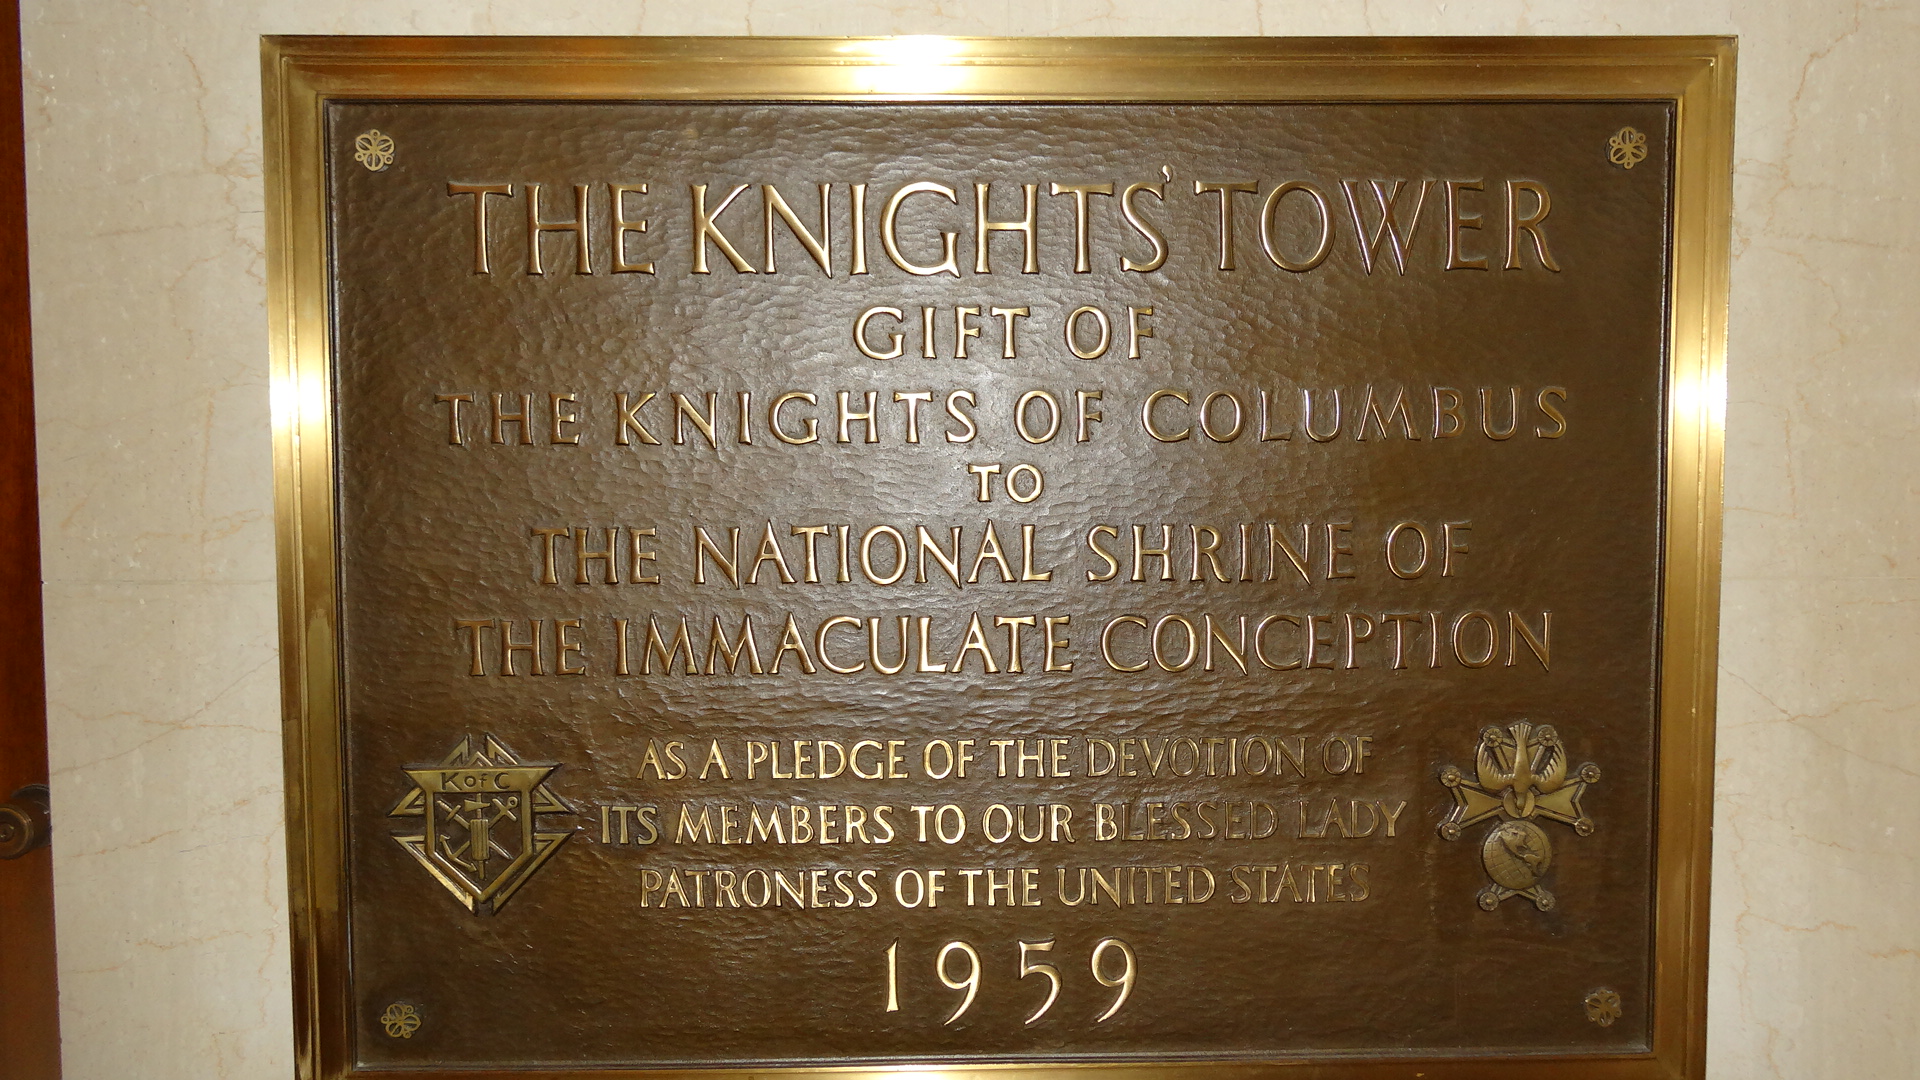 THE KNIGHTS' TOWER
GIFT OF
THE KNIGHTS OF COLUMBUS
TO
THE NATIONAL SHRINE OF
THE IMMACULATE CONCEPTION
AS A PLEDGE OF THE DEVOTION OF
ITS MEMBERS TO OUR BLESSED LADY
PATRONESS OF THE UNITED STATES
K of C
1959